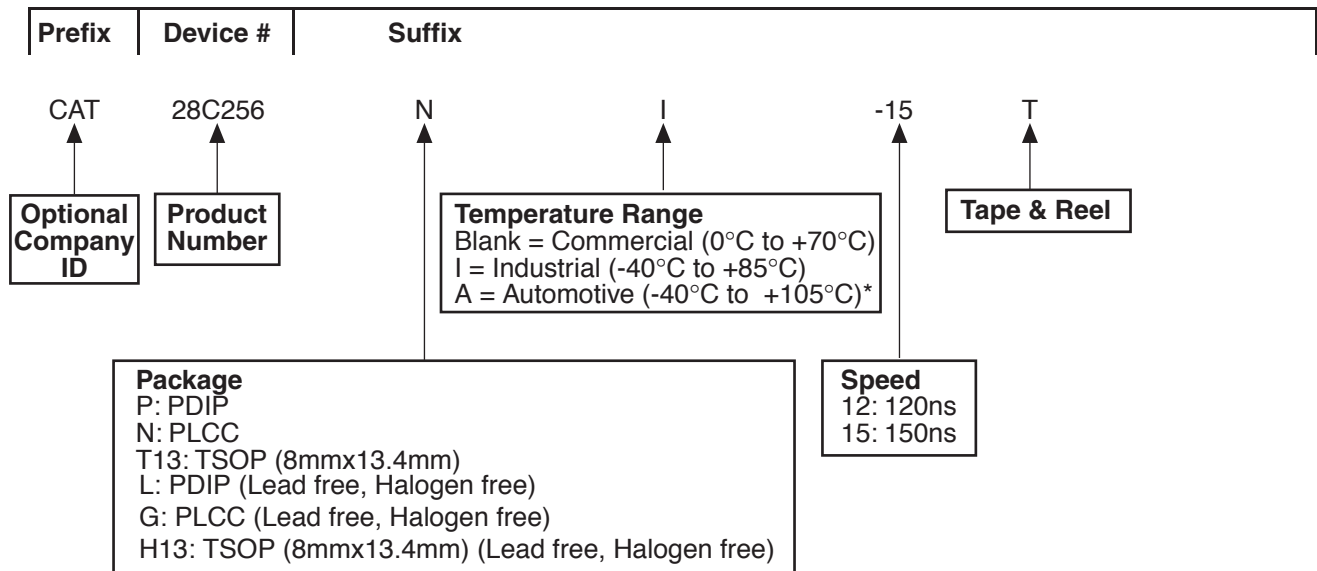 Prefix Device # Suffix
CAT 28C256 N I -15 T
Optional
Company
ID
Product
Number
Temperature Range
Blank = Commercial (0°C to +70°C)
I = Industrial (-40°C to +85°C)
A = Automotive (-40°C to +105°C)*
Tape & Reel
Package
P: PDIP
N: PLCC
T13: TSOP (8mmx13.4mm)
L: PDIP (Lead free, Halogen free)
G: PLCC (Lead free, Halogen free)
H13: TSOP (8mmx13.4mm) (Lead free, Halogen free)
Speed
12: 120ns
15: 150ns